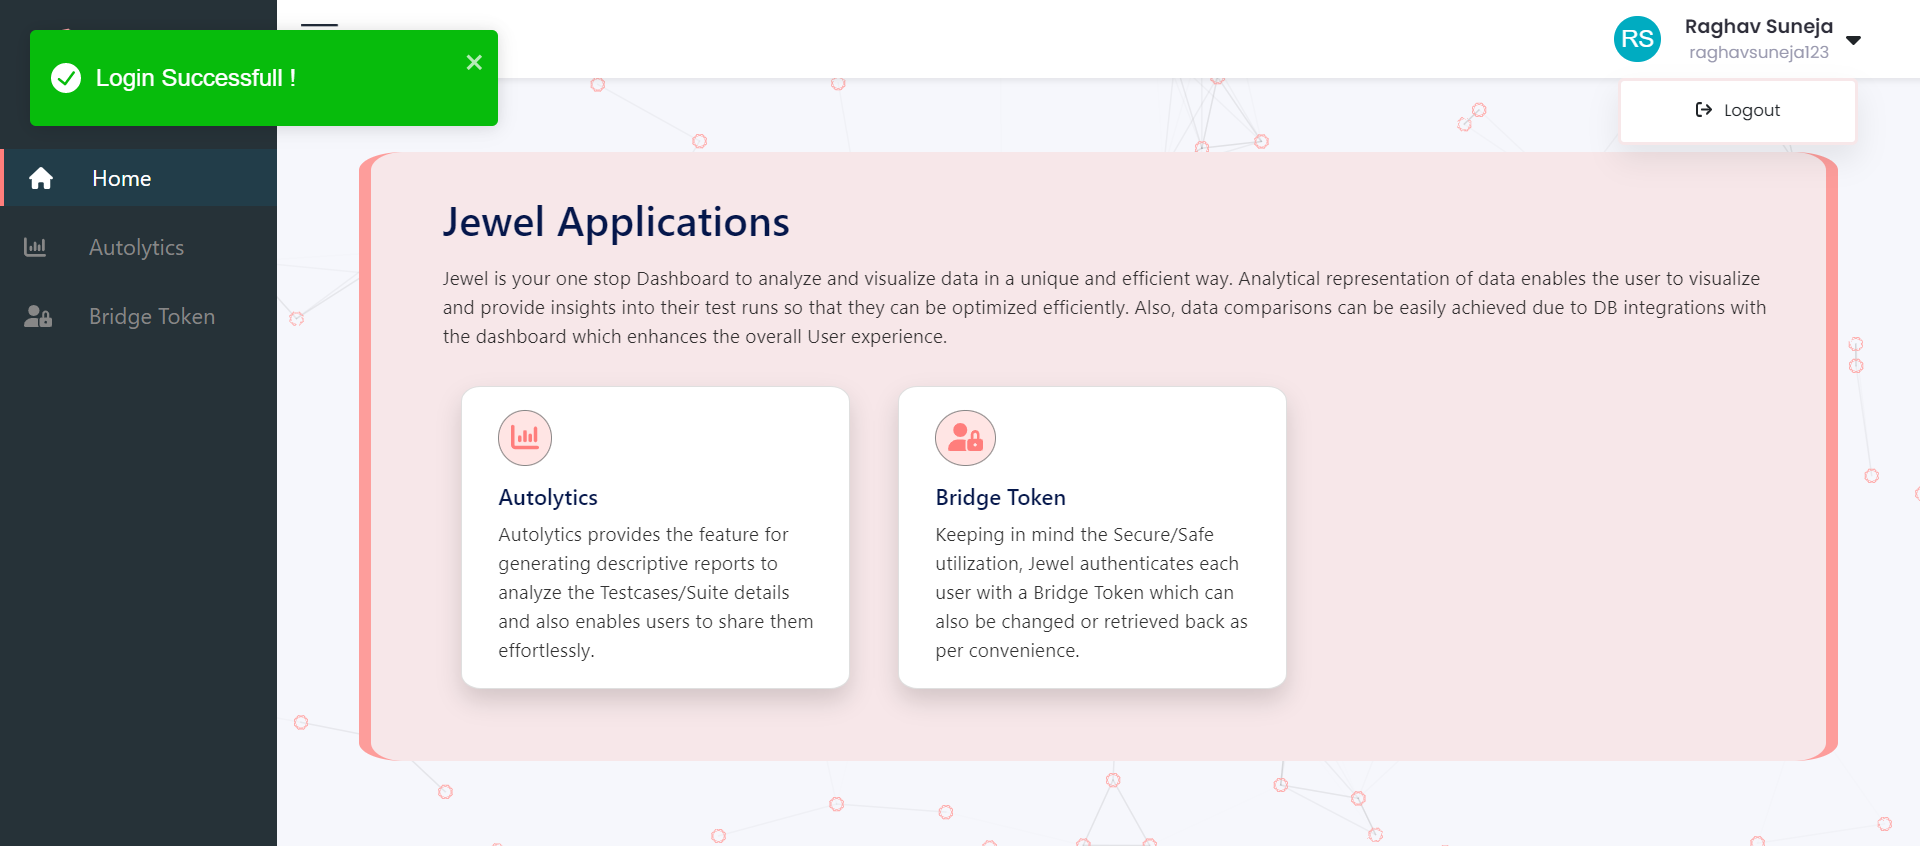 Login Successfull !
RS
Raghav Suneja
raghavsuneja123
Logout
Home
Autolytics
Bridge Token
Jewel Applications
Jewel is your one stop Dashboard to analyze and visualize data in a unique and efficient way. Analytical representation of data enables the user to visualize
and provide insights into their test runs so that they can be optimized efficiently. Also, data comparisons can be easily achieved due to DB integrations with
the dashboard which enhances the overall User experience.
Autolytics
Autolytics provides the feature for
generating descriptive reports to
analyze the Testcases/Suite details
and also enables users to share them
effortlessly.
Bridge Token
Keeping in mind the Secure/Safe
utilization, Jewel authenticates each
user with a Bridge Token which can
also be changed or retrieved back as
per convenience.